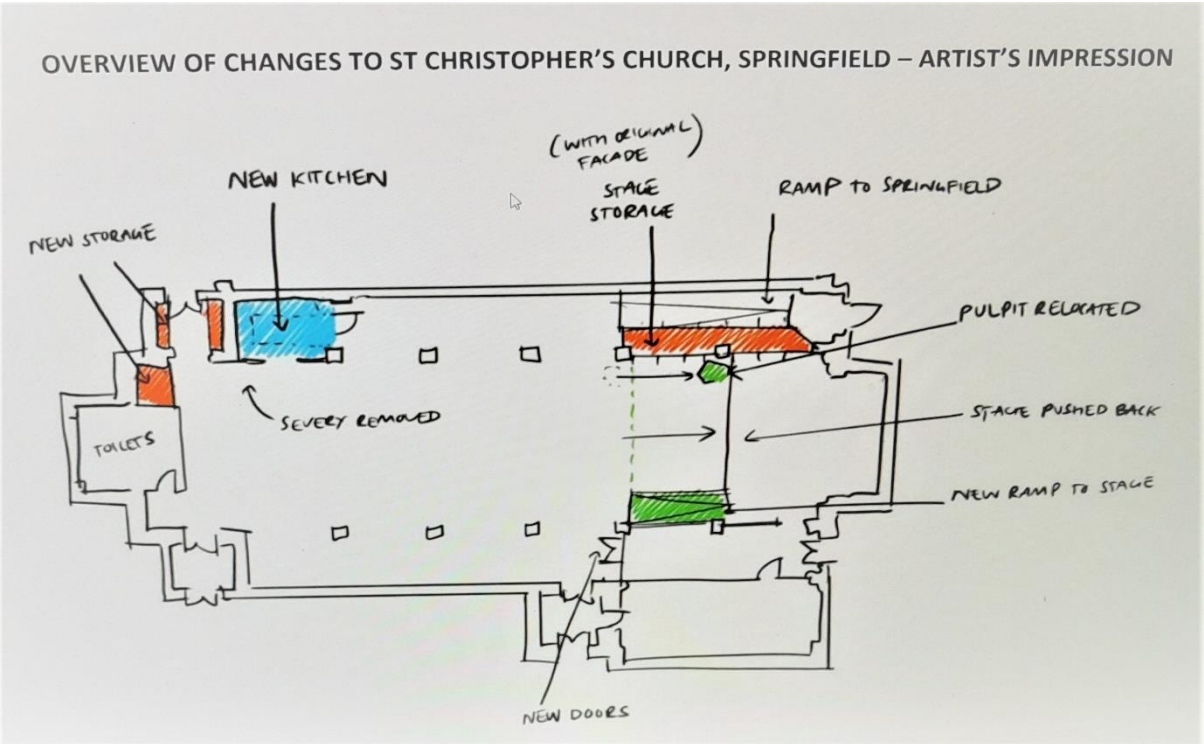 OVERVIEW OF CHANGES TO ST CHRISTOPHER'S CHURCH, SPRINGFIELD – ARTIST'S IMPRESSION
(WITH ORIGINAL)
FACADE
NEW KITCHEN
STAGE
STORAGE
RAMP TO SPRINGFIELD
NEW STORAGE
PULPIT RELOCATED
SEVERY REMOVED
STAGE PUSHED BACK
TOILETS
NEW RAMP TO STAGE
NEW DOORS